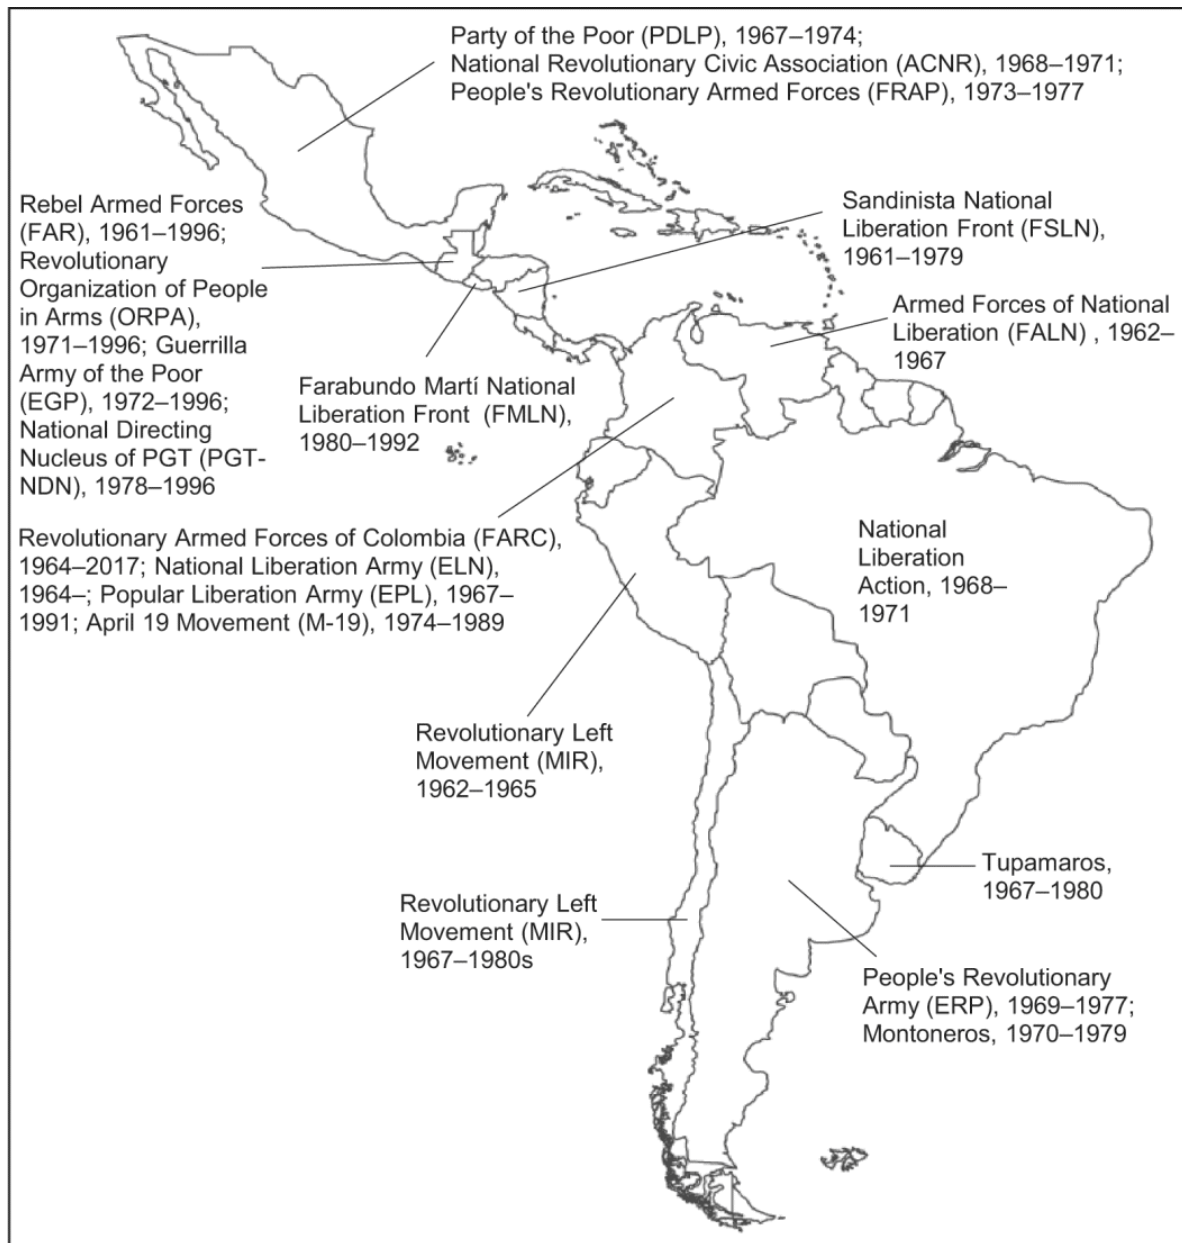 Party of the Poor (PDLP), 1967–1974;
National Revolutionary Civic Association (ACNR), 1968–1971;
People's Revolutionary Armed Forces (FRAP), 1973–1977
Rebel Armed Forces
(FAR), 1961–1996;
Revolutionary
Organization of People
in Arms (ORPA),
1971–1996; Guerrilla
Army of the Poor
(EGP), 1972–1996;
National Directing
Nucleus of PGT (PGT-
NDN), 1978–1996
Sandinista National
Liberation Front (FSLN),
1961–1979
Armed Forces of National
Liberation (FALN) , 1962–
1967
Farabundo Martí National
Liberation Front (FMLN),
1980–1992
Revolutionary Armed Forces of Colombia (FARC),
1964–2017; National Liberation Army (ELN),
1964–; Popular Liberation Army (EPL), 1967–
1991; April 19 Movement (M-19), 1974–1989
National
Liberation
Action, 1968–
1971
Revolutionary Left
Movement (MIR),
1962–1965
Tupamaros,
1967–1980
Revolutionary Left
Movement (MIR),
1967–1980s
People's Revolutionary
Army (ERP), 1969–1977;
Montoneros, 1970–1979